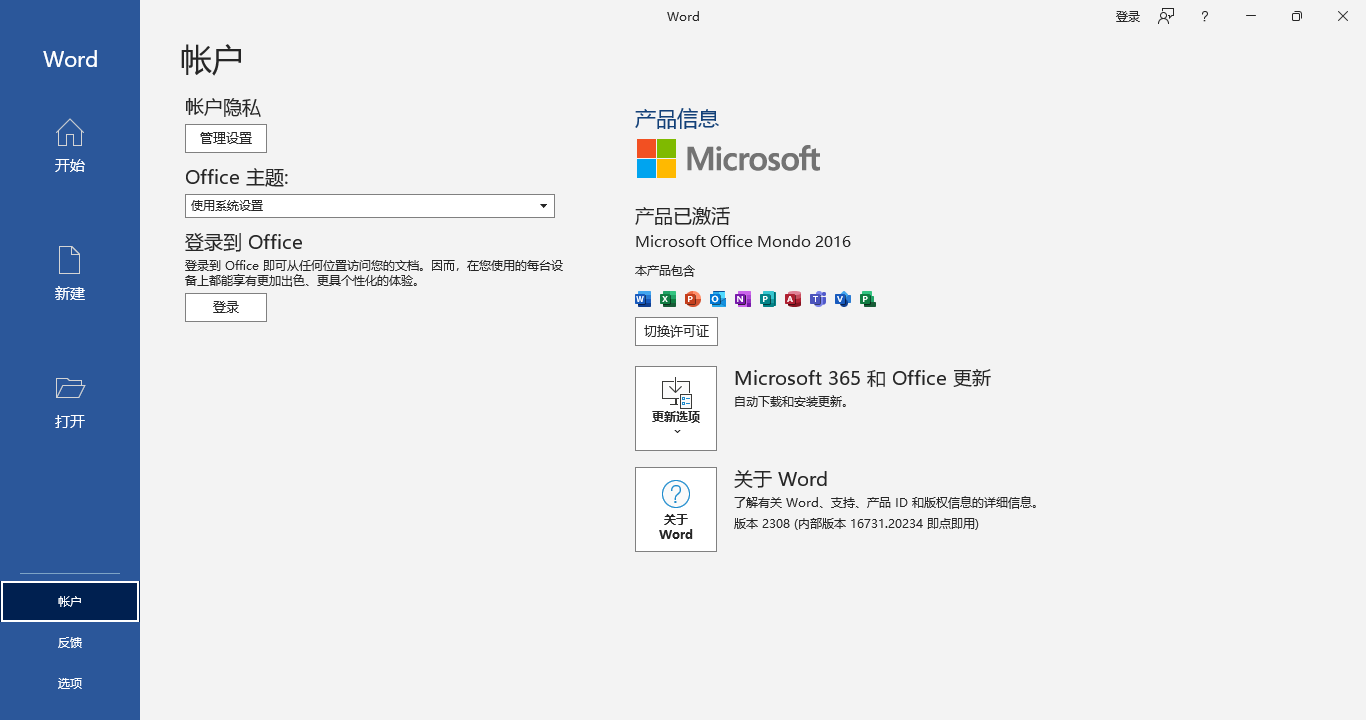 Word
登录
?
Word
开始
新建
打开
帐户
反馈
选项
帐户
帐户隐私
管理设置
Office 主题:
使用系统设置
登录到 Office
登录到 Office 即可从任何位置访问您的文档。因而，在您使用的每台设
备上都能享有更加出色、更具个性化的体验。
登录
产品信息
Microsoft
产品已激活
Microsoft Office Mondo 2016
本产品包含
W X P O N P A T V P
切换许可证
更新选项
Microsoft 365 和 Office 更新
自动下载和安装更新。
关于
Word
关于 Word
了解有关 Word、支持、产品 ID 和版权信息的详细信息。
版本 2308 (内部版本 16731.20234 即点即用)